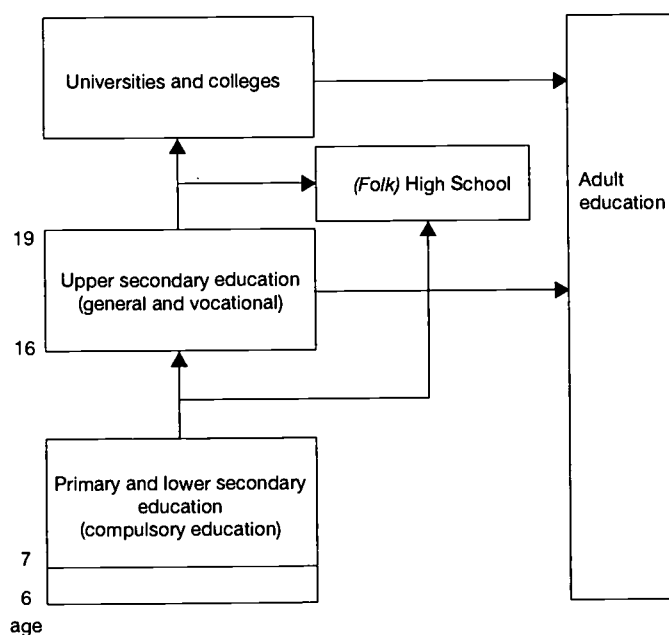 Universities and colleges
(Folk) High School
Adult
education
19
Upper secondary education
(general and vocational)
16
Primary and lower secondary
education
(compulsory education)
7
6
age